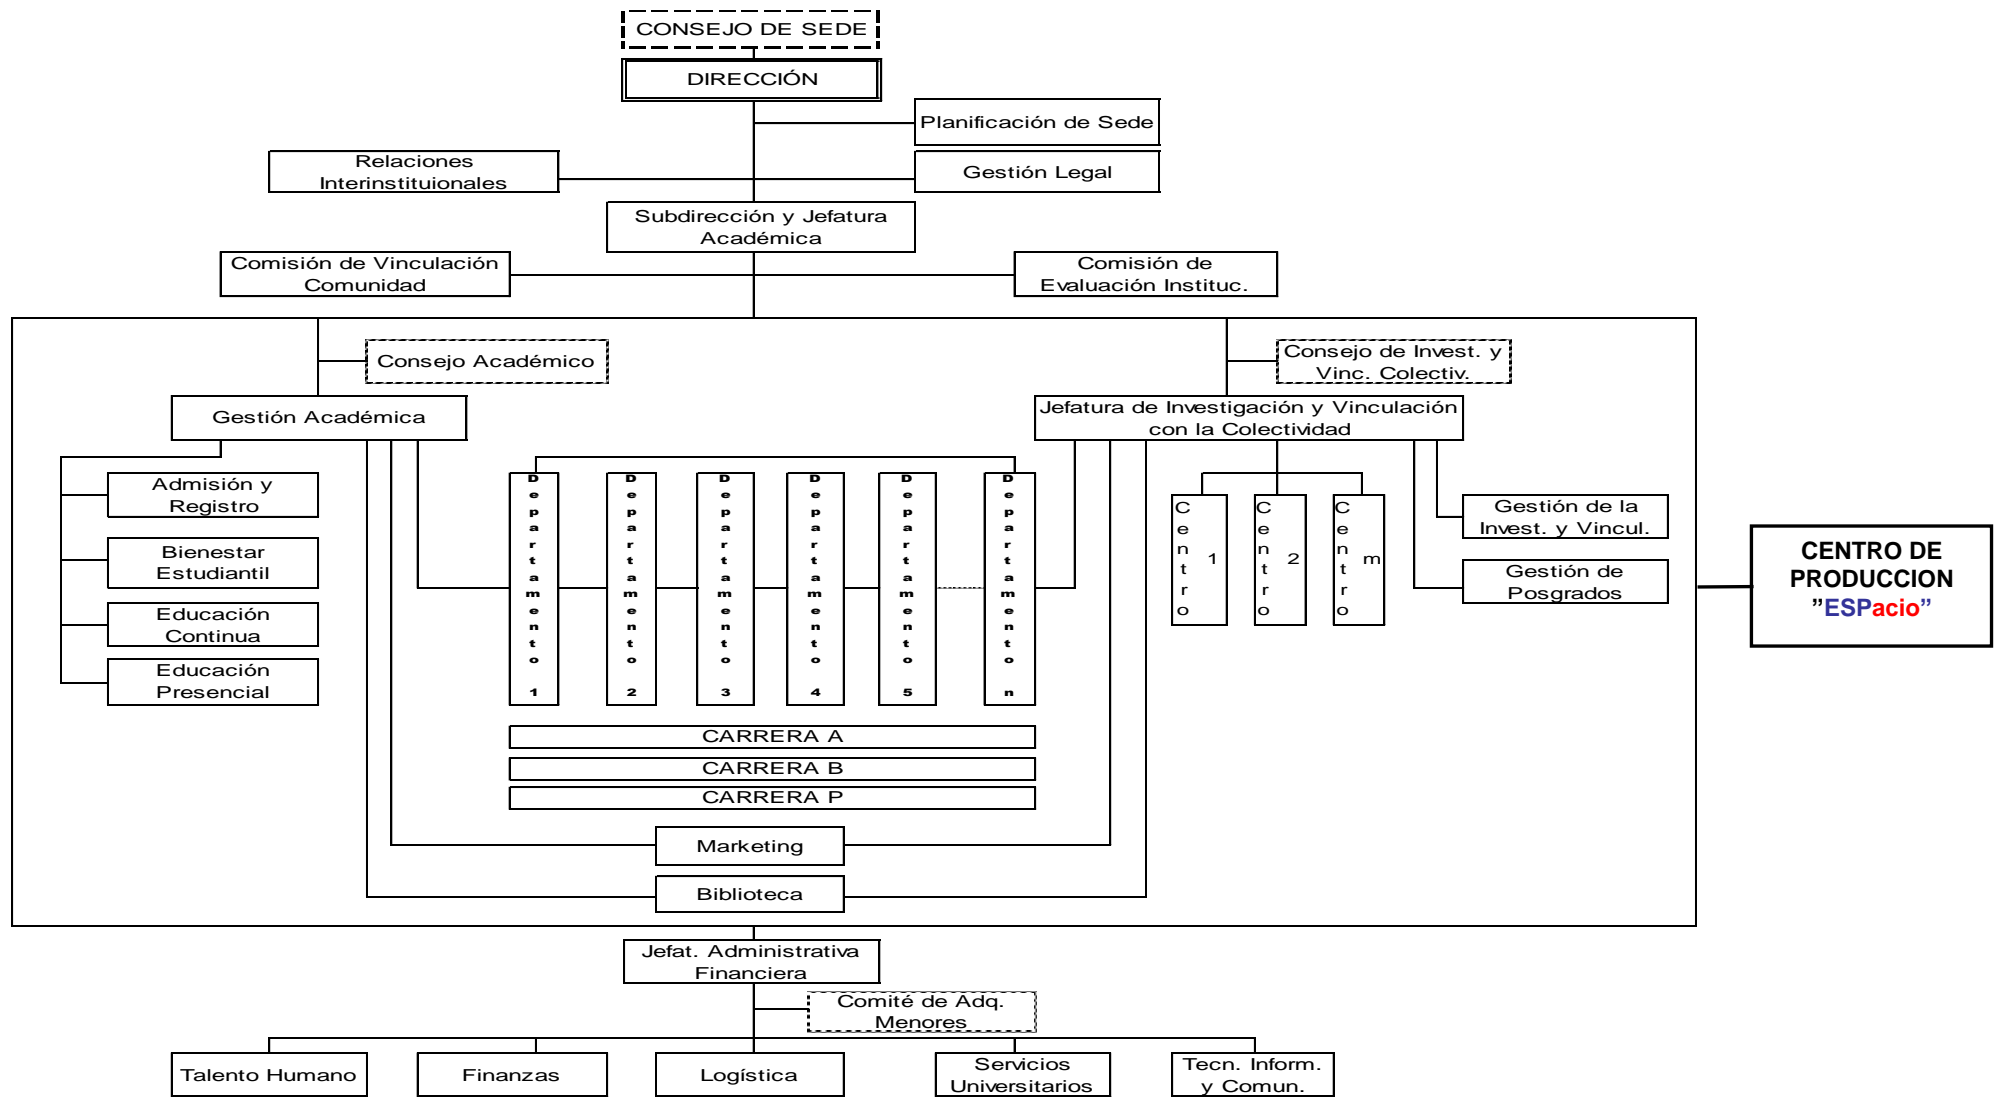 CONSEJO DE SEDE
DIRECCIÓN
Planificación de Sede
Relaciones
Interinstituionales
Gestión Legal
Subdirección y Jefatura
Académica
Comisión de Vinculación
Comunidad
Comisión de
Evaluación Instituc.
Consejo Académico
Consejo de Invest. y
Vinc. Colectiv.
Gestión Académica
Jefatura de Investigación y Vinculación
con la Colectividad
Admisión y
Registro
Bienestar
Estudiantil
Educación
Continua
Educación
Presencial
Departamento 1
Departamento 2
Departamento 3
Departamento 4
Departamento 5
Departamento n
Centro 1
Centro 2
Centro m
Gestión de la
Invest. y Vincul.
Gestión de
Posgrados
CENTRO DE
PRODUCCION
”ESPacio”
CARRERA A
CARRERA B
CARRERA P
Marketing
Biblioteca
Jefat. Administrativa
Financiera
Comité de Adq.
Menores
Talento Humano
Finanzas
Logística
Servicios
Universitarios
Tecn. Inform.
y Comun.